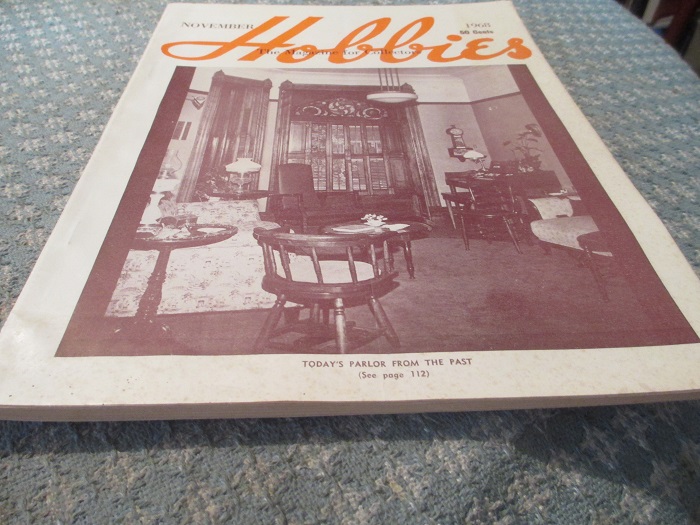 NOVEMBER Hobbies 1968
The Magazine for Collectors 50 Cents
TODAY'S PARLOR FROM THE PAST
(See page 112)